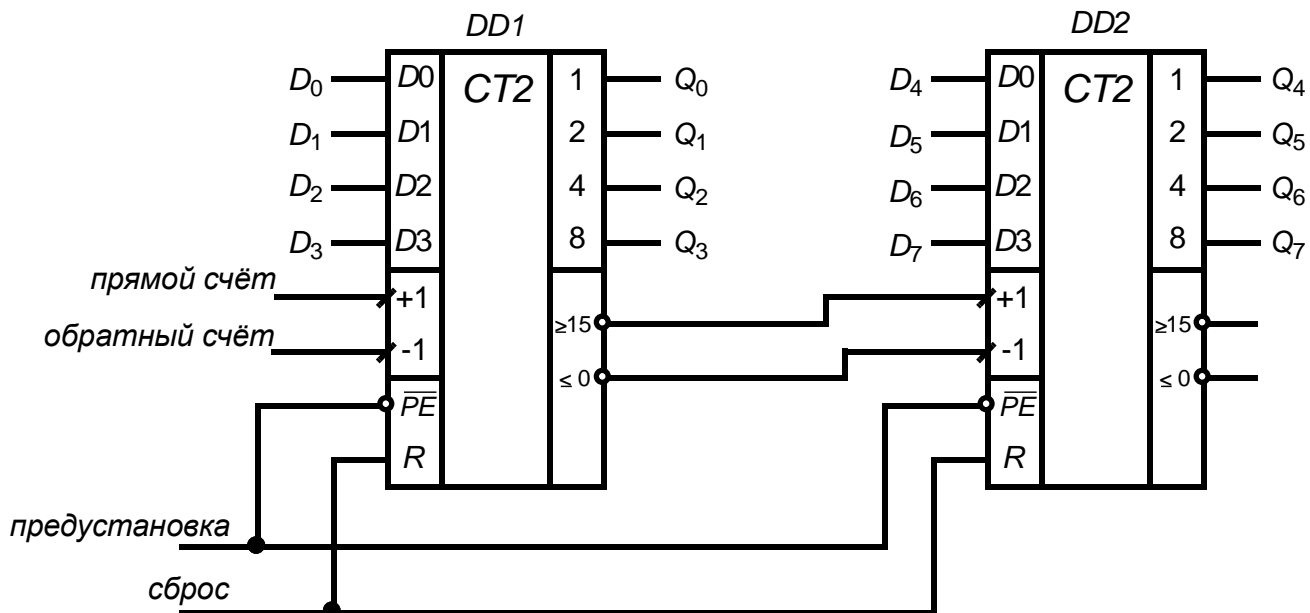 DD1 DD2
D0 D0 CT2 1 Q0 D4 D0 CT2 1 Q4
D1 D1 2 Q1 D5 D1 2 Q5
D2 D2 4 Q2 D6 D2 4 Q6
D3 D3 8 Q3 D7 D3 8 Q7
прямой счёт +1 +1
≥15 ≥15
обратный счёт -1 -1
≤ 0 ≤ 0
PE PE
R R
предустановка
сброс